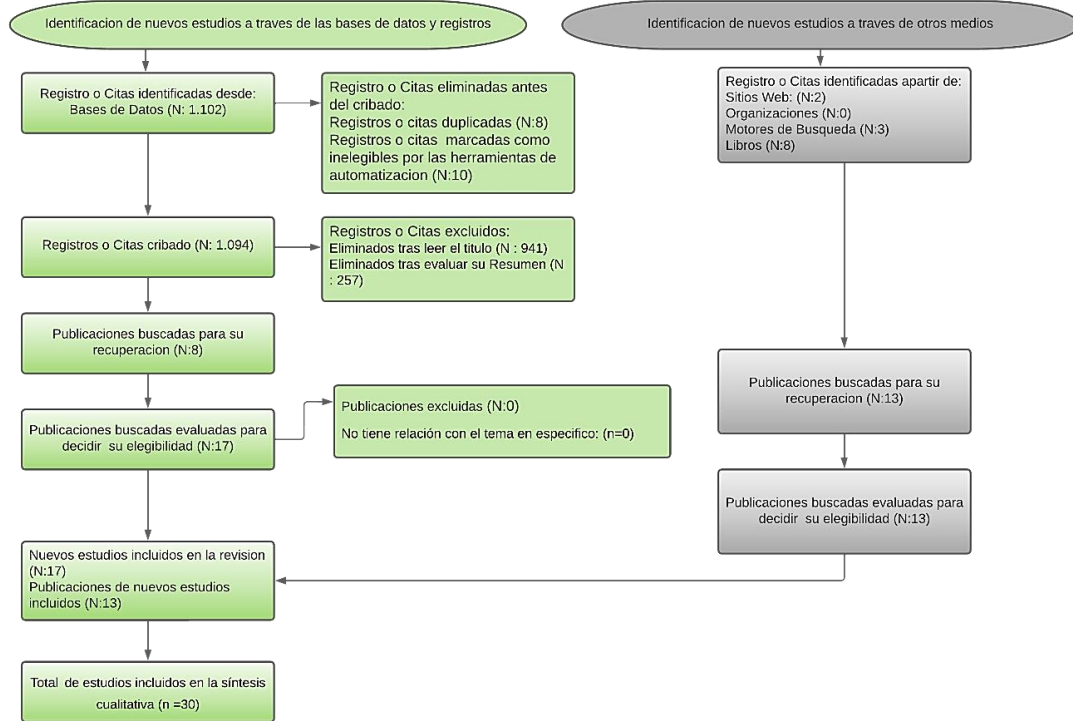 Identificacion de nuevos estudios a traves de las bases de datos y registros
Identificacion de nuevos estudios a traves de otros medios
Registro o Citas identificadas desde:
Bases de Datos (N: 1.102)
Registro o Citas eliminadas antes
del cribado:
Registros o citas duplicadas (N:8)
Registros o citas marcadas como
inelegibles por las herramientas de
automatizacion (N:10)
Registro o Citas identificadas apartir de:
Sitios Web: (N:2)
Organizaciones (N:0)
Motores de Busqueda (N:3)
Libros (N:8)
Registros o Citas cribado (N: 1.094)
Registros o Citas excluidos:
Eliminados tras leer el titulo (N : 941)
Eliminados tras evaluar su Resumen (N
: 257)
Publicaciones buscadas para su
recuperacion (N:8)
Publicaciones buscadas para su
recuperacion (N:13)
Publicaciones buscadas evaluadas para
decidir su elegibilidad (N:17)
Publicaciones excluidas (N:0)
No tiene relación con el tema en especifico: (n=0)
Publicaciones buscadas evaluadas para
decidir su elegibilidad (N:13)
Nuevos estudios incluidos en la revision
(N:17)
Publicaciones de nuevos estudios
incluidos (N:13)
Total de estudios incluidos en la síntesis
cualitativa (n =30)